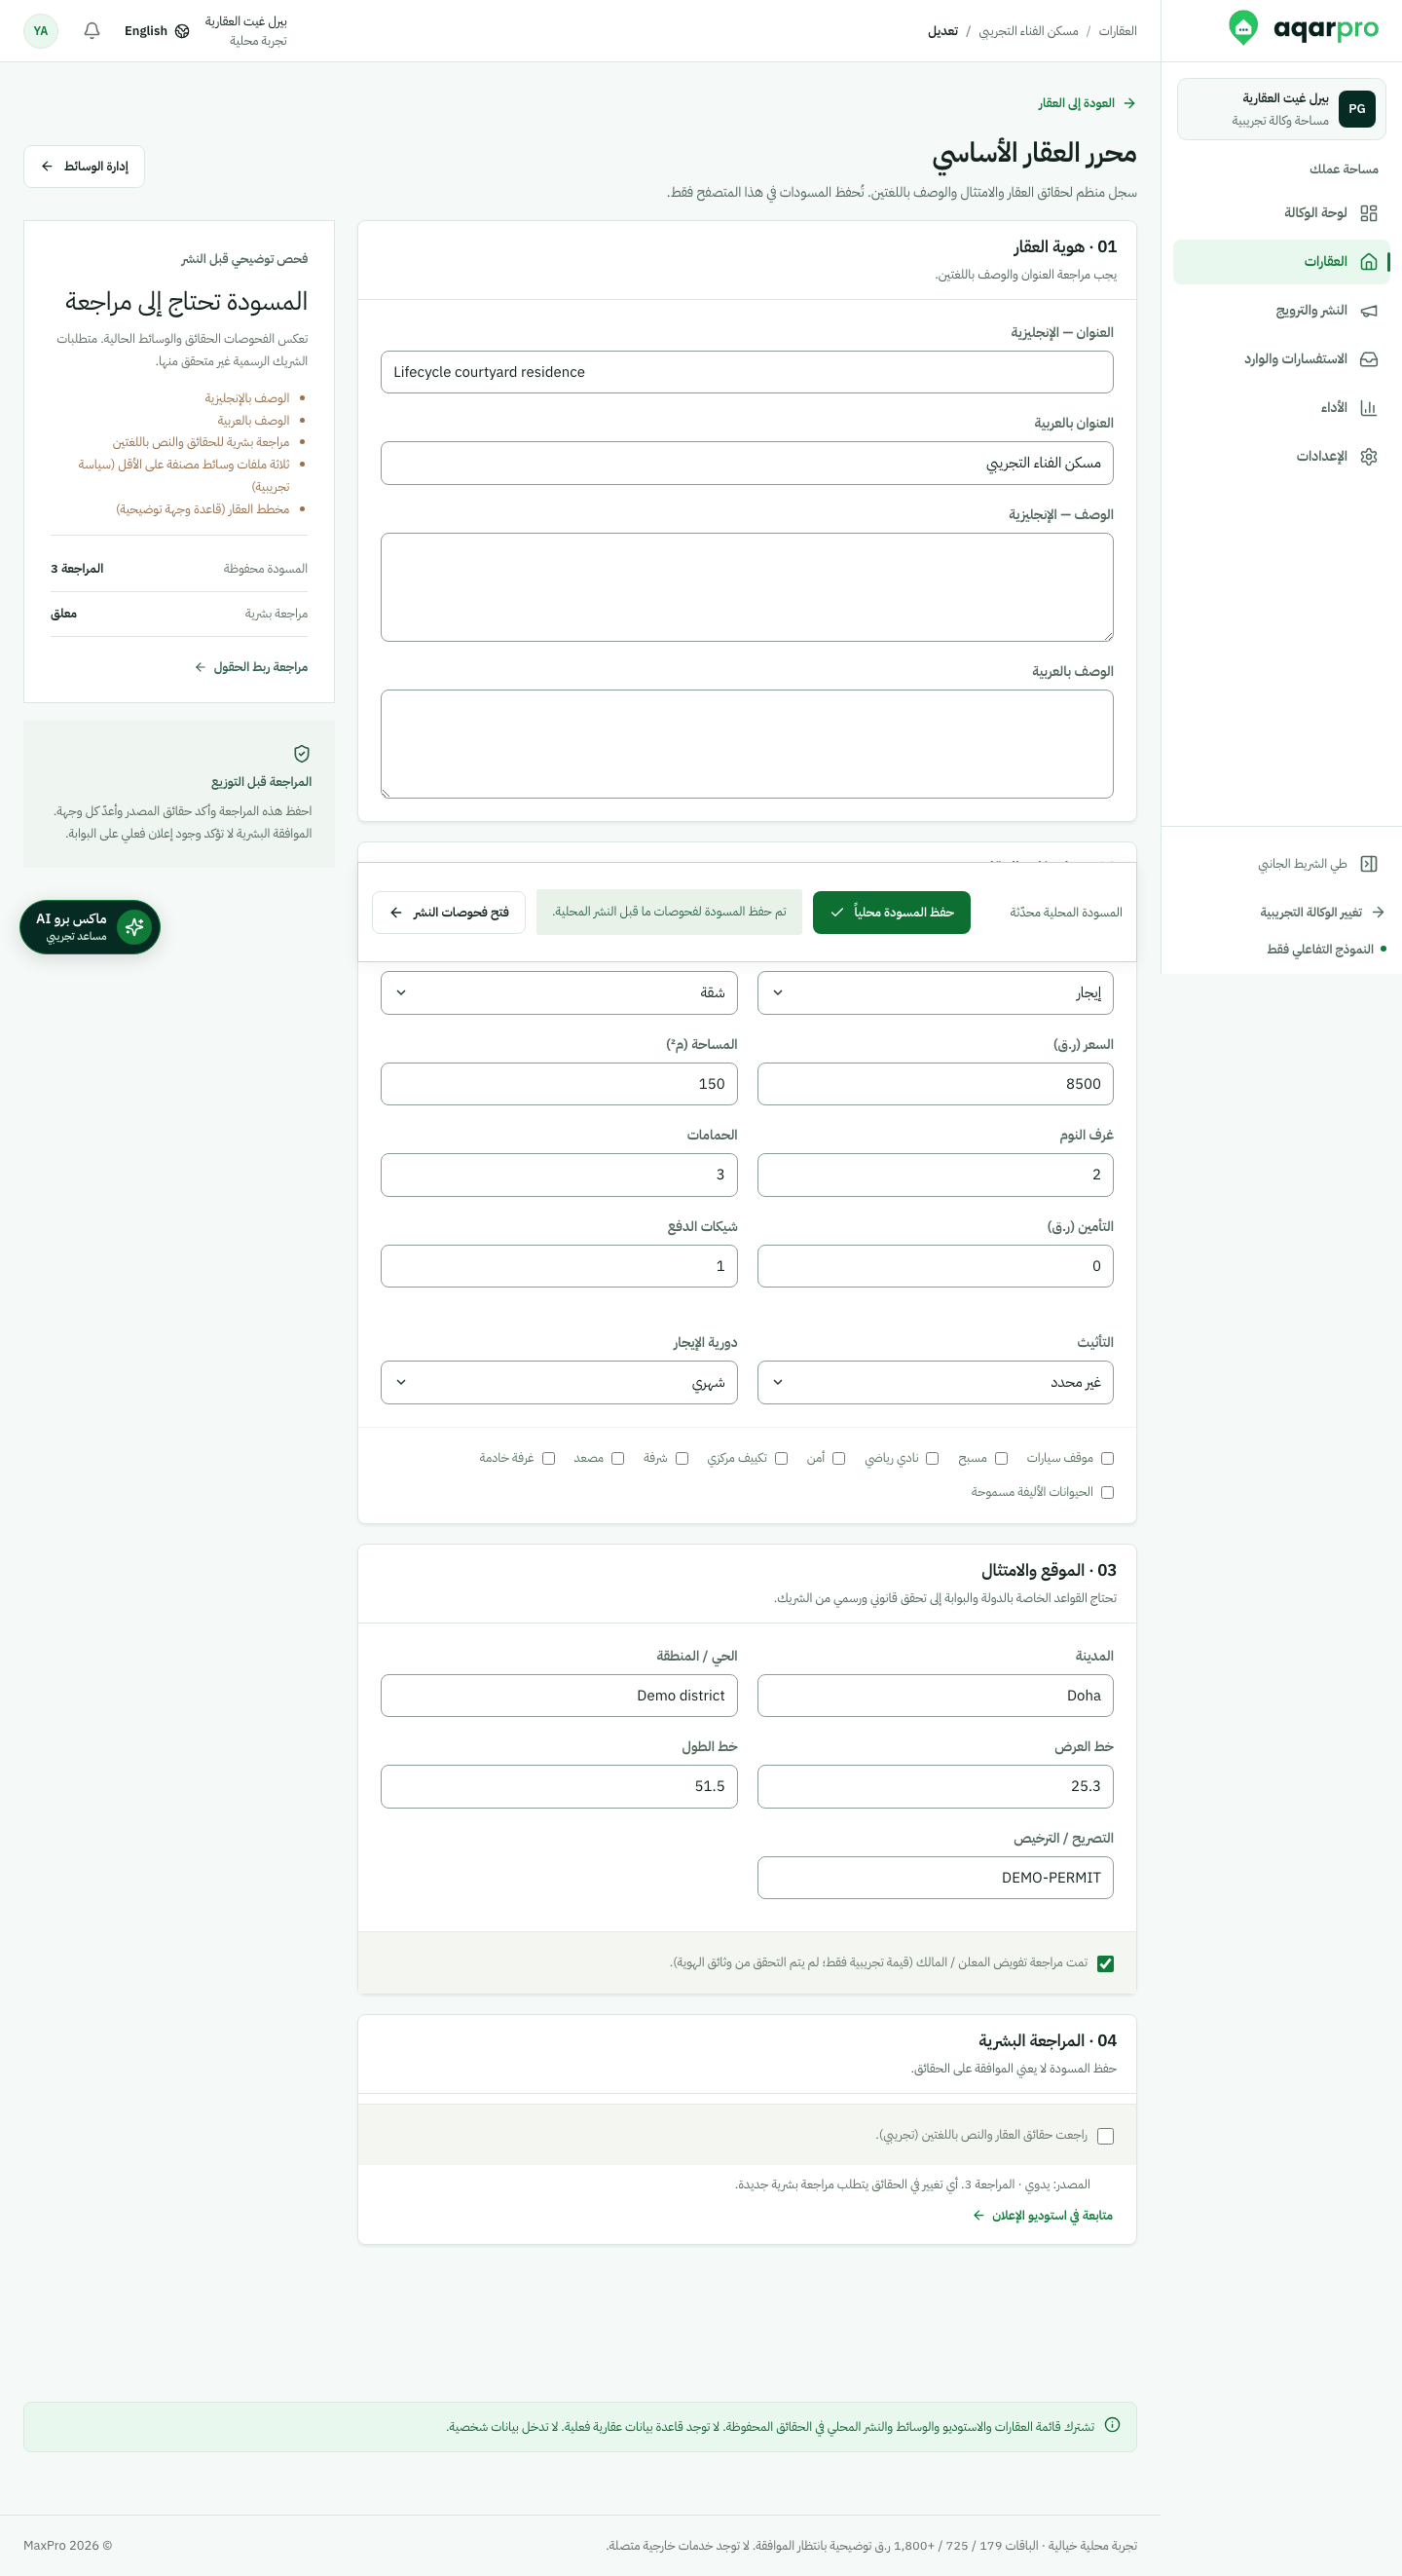 aqarpro
PG
بيرل غيت العقارية
مساحة وكالة تجريبية
مساحة عملك
لوحة الوكالة
العقارات
النشر والترويج
الاستفسارات والوارد
الأداء
الإعدادات
طي الشريط الجانبي
تغيير الوكالة التجريبية
النموذج التفاعلي فقط
العقارات / مسكن الفناء التجريبي / تعديل
بيرل غيت العقارية
تجربة محلية
English
YA
العودة إلى العقار
محرر العقار الأساسي
سجل منظم لحقائق العقار والامتثال والوصف باللغتين. تُحفظ المسودات في هذا المتصفح فقط.
إدارة الوسائط
01 · هوية العقار
يجب مراجعة العنوان والوصف باللغتين.
العنوان — الإنجليزية
Lifecycle courtyard residence
العنوان بالعربية
مسكن الفناء التجريبي
الوصف — الإنجليزية
الوصف بالعربية
المسودة المحلية محدّثة
حفظ المسودة محلياً
تم حفظ المسودة لفحوصات ما قبل النشر المحلية.
فتح فحوصات النشر
إيجار
شقة
السعر (ر.ق)
المساحة (م²)
8500
150
غرف النوم
الحمامات
2
3
التأمين (ر.ق)
شيكات الدفع
0
1
التأثيث
دورية الإيجار
غير محدد
شهري
موقف سيارات
مسبح
نادي رياضي
أمن
تكييف مركزي
شرفة
مصعد
غرفة خادمة
الحيوانات الأليفة مسموحة
03 · الموقع والامتثال
تحتاج القواعد الخاصة بالدولة والبوابة إلى تحقق قانوني ورسمي من الشريك.
المدينة
الحي / المنطقة
Doha
Demo district
خط العرض
خط الطول
25.3
51.5
التصريح / الترخيص
DEMO-PERMIT
تمت مراجعة تفويض المعلن / المالك (قيمة تجريبية فقط؛ لم يتم التحقق من وثائق الهوية).
04 · المراجعة البشرية
حفظ المسودة لا يعني الموافقة على الحقائق.
راجعت حقائق العقار والنص باللغتين (تجريبي).
المصدر: يدوي · المراجعة 3. أي تغيير في الحقائق يتطلب مراجعة بشرية جديدة.
متابعة في استوديو الإعلان
فحص توضيحي قبل النشر
المسودة تحتاج إلى مراجعة
تعكس الفحوصات الحقائق والوسائط الحالية. متطلبات
الشريك الرسمية غير متحقق منها.
الوصف بالإنجليزية
الوصف بالعربية
مراجعة بشرية للحقائق والنص باللغتين
ثلاثة ملفات وسائط مصنفة على الأقل (سياسة
تجريبية)
مخطط العقار (قاعدة وجهة توضيحية)
المسودة محفوظة
المراجعة 3
مراجعة بشرية
معلق
مراجعة ربط الحقول
المراجعة قبل التوزيع
احفظ هذه المراجعة وأكد حقائق المصدر وأعدّ كل وجهة.
الموافقة البشرية لا تؤكد وجود إعلان فعلي على البوابة.
ماكس برو AI
مساعد تجريبي
تشترك قائمة العقارات والاستوديو والوسائط والنشر المحلي في الحقائق المحفوظة. لا توجد قاعدة بيانات عقارية فعلية. لا تدخل بيانات شخصية.
تجربة محلية خيالية · الباقات 179 / 725 / +1,800 ر.ق توضيحية بانتظار الموافقة. لا توجد خدمات خارجية متصلة.
© 2026 MaxPro